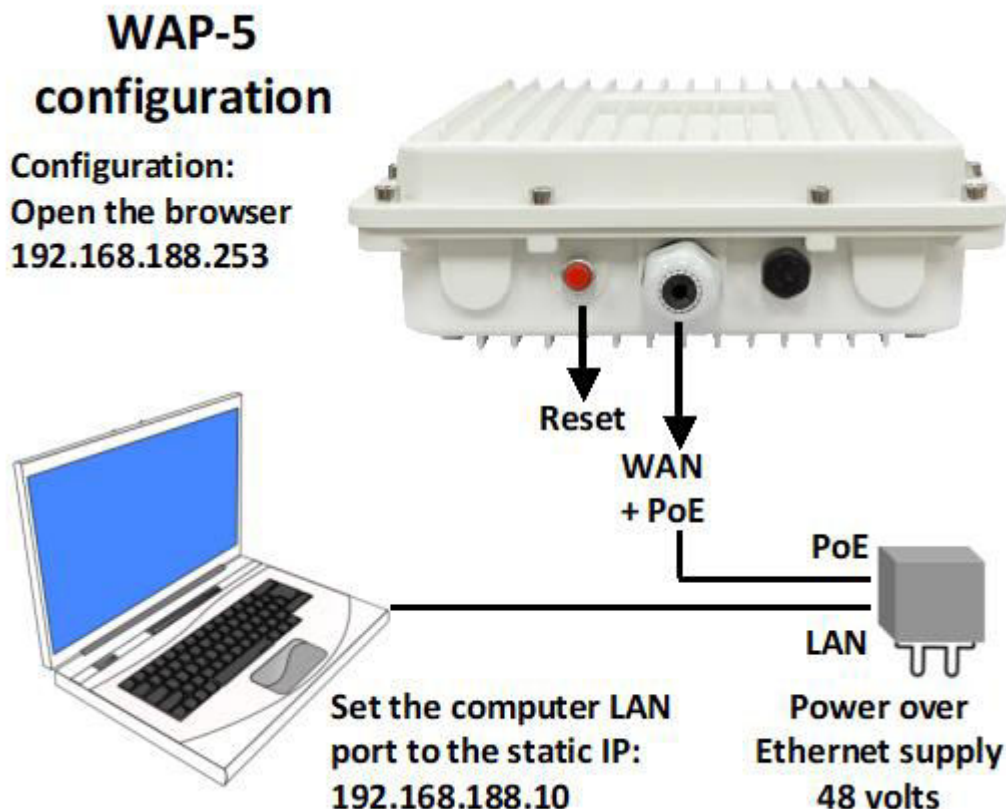 WAP-5
configuration
Configuration:
Open the browser
192.168.188.253
Reset
WAN
+ PoE
PoE
LAN
Set the computer LAN
port to the static IP:
192.168.188.10
Power over
Ethernet supply
48 volts